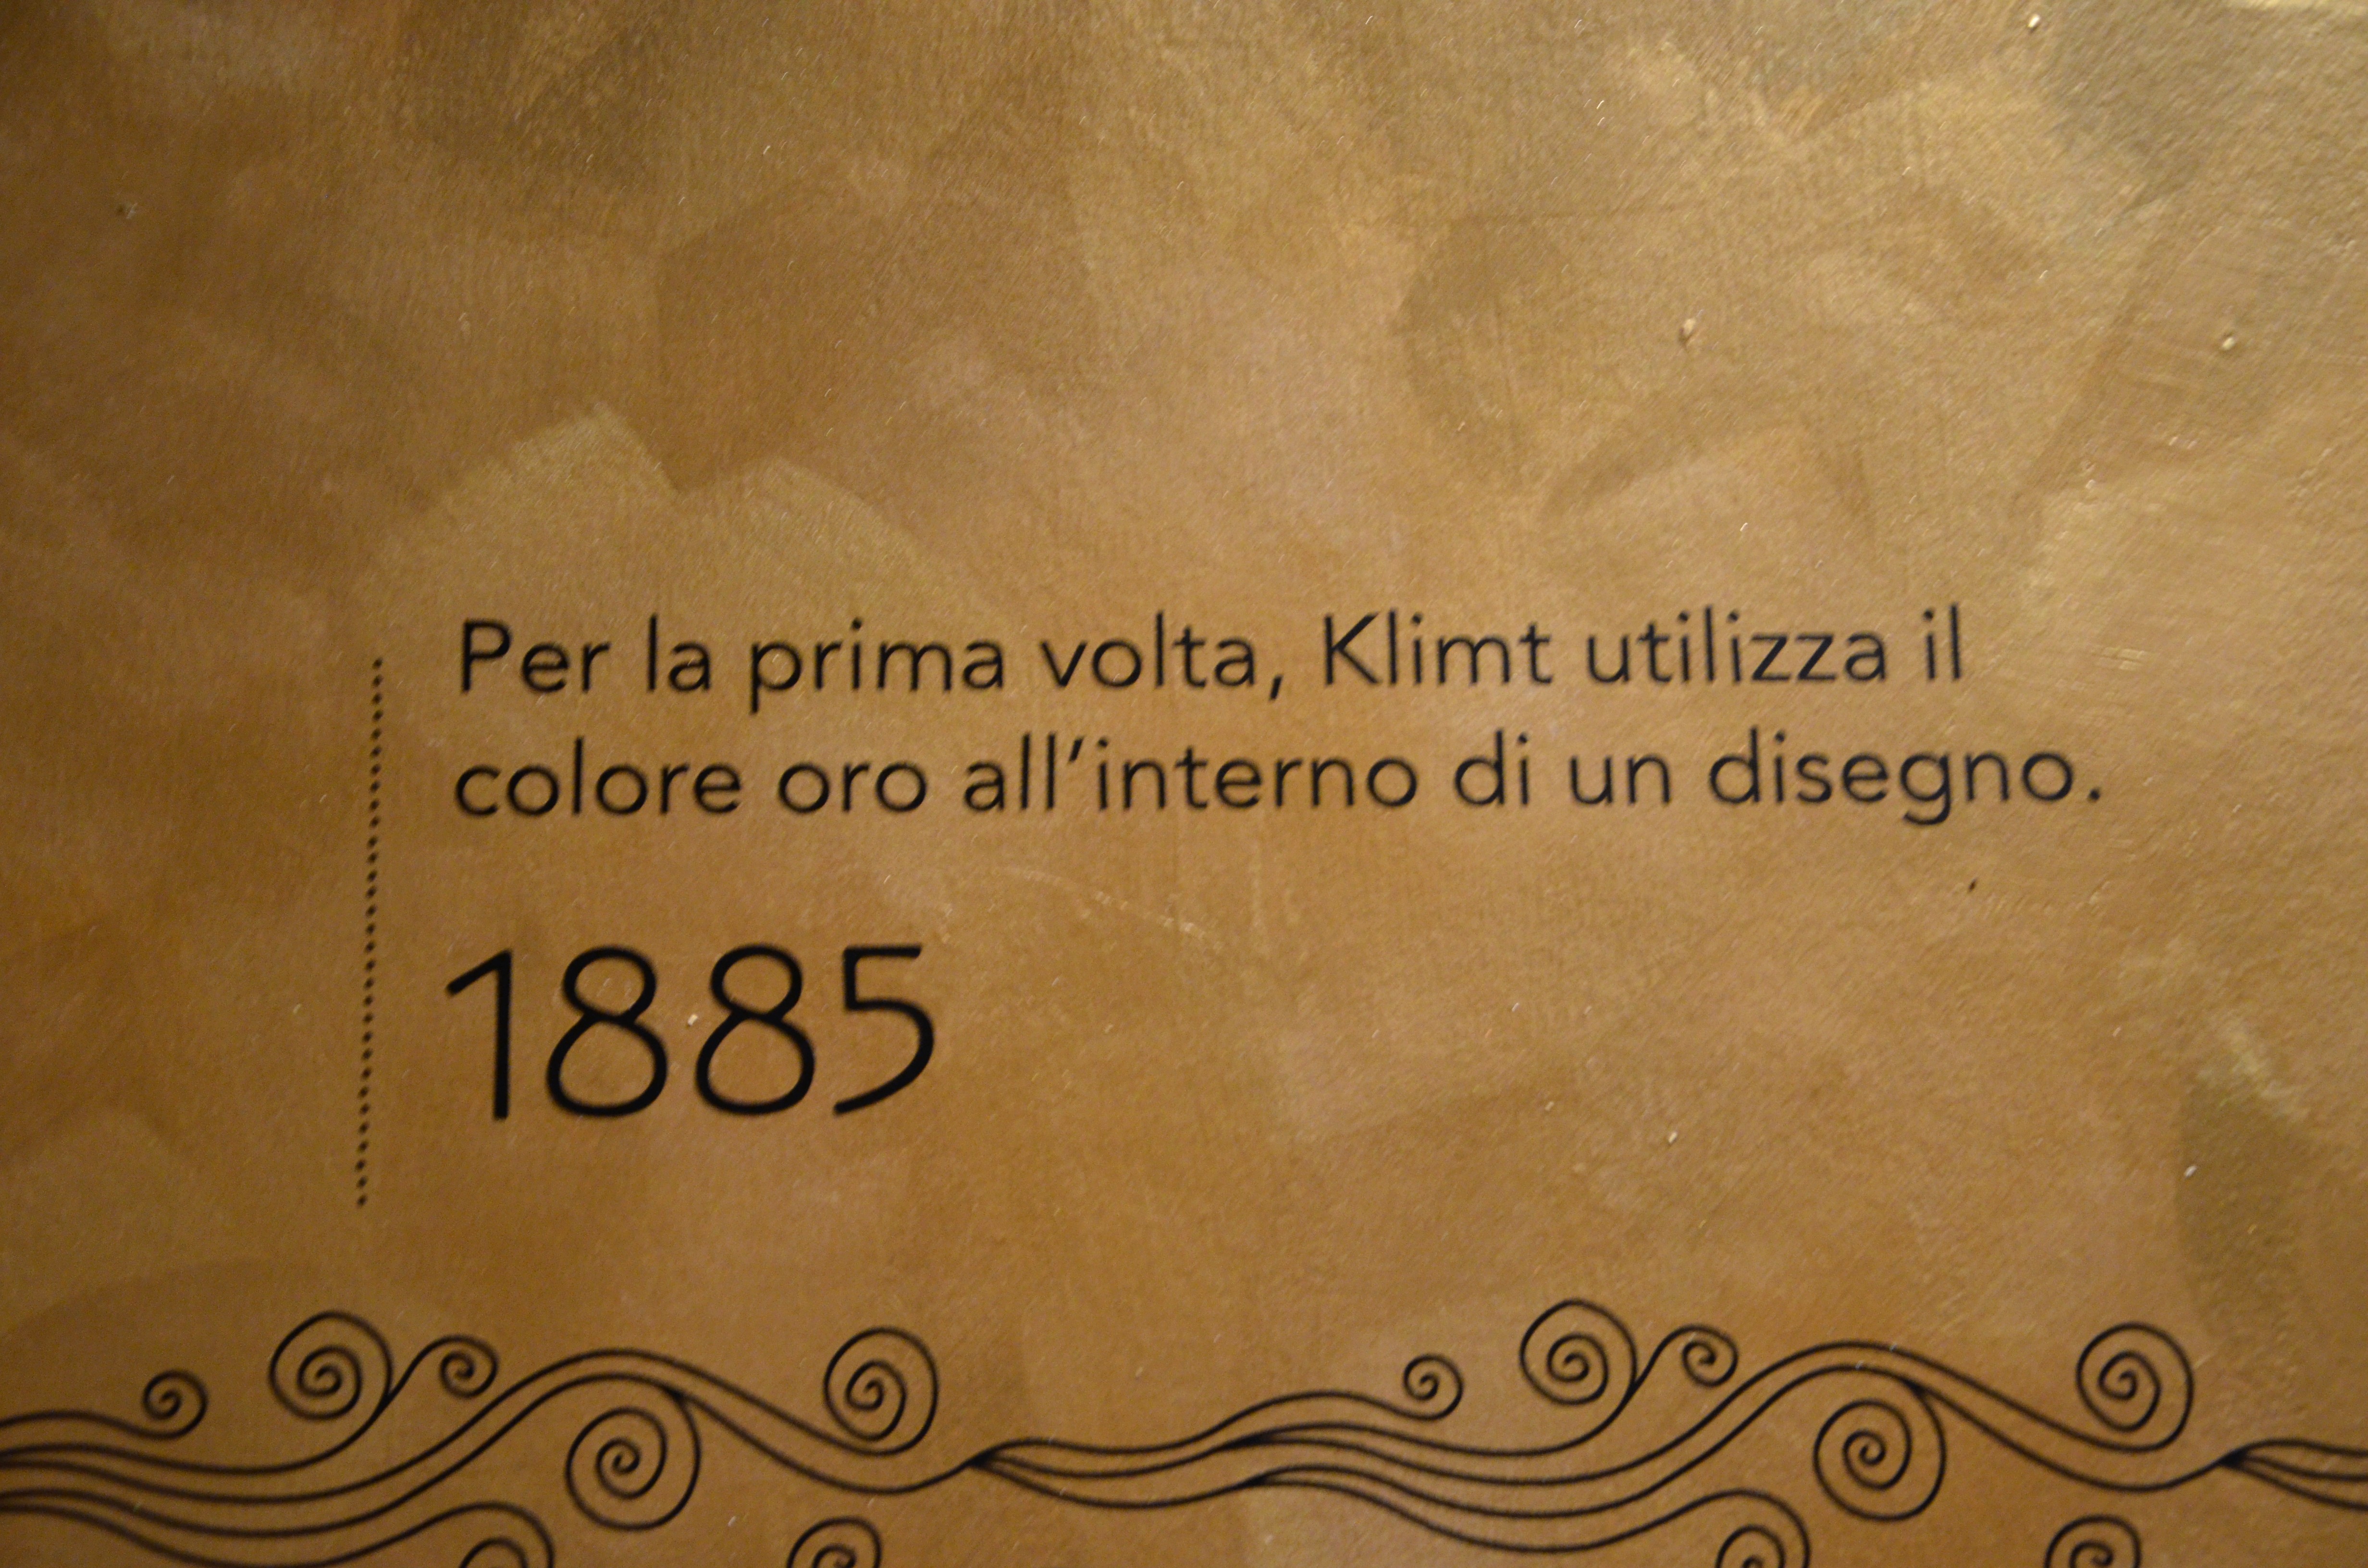 Per la prima volta, Klimt utilizza il
colore oro all’interno di un disegno.
1885